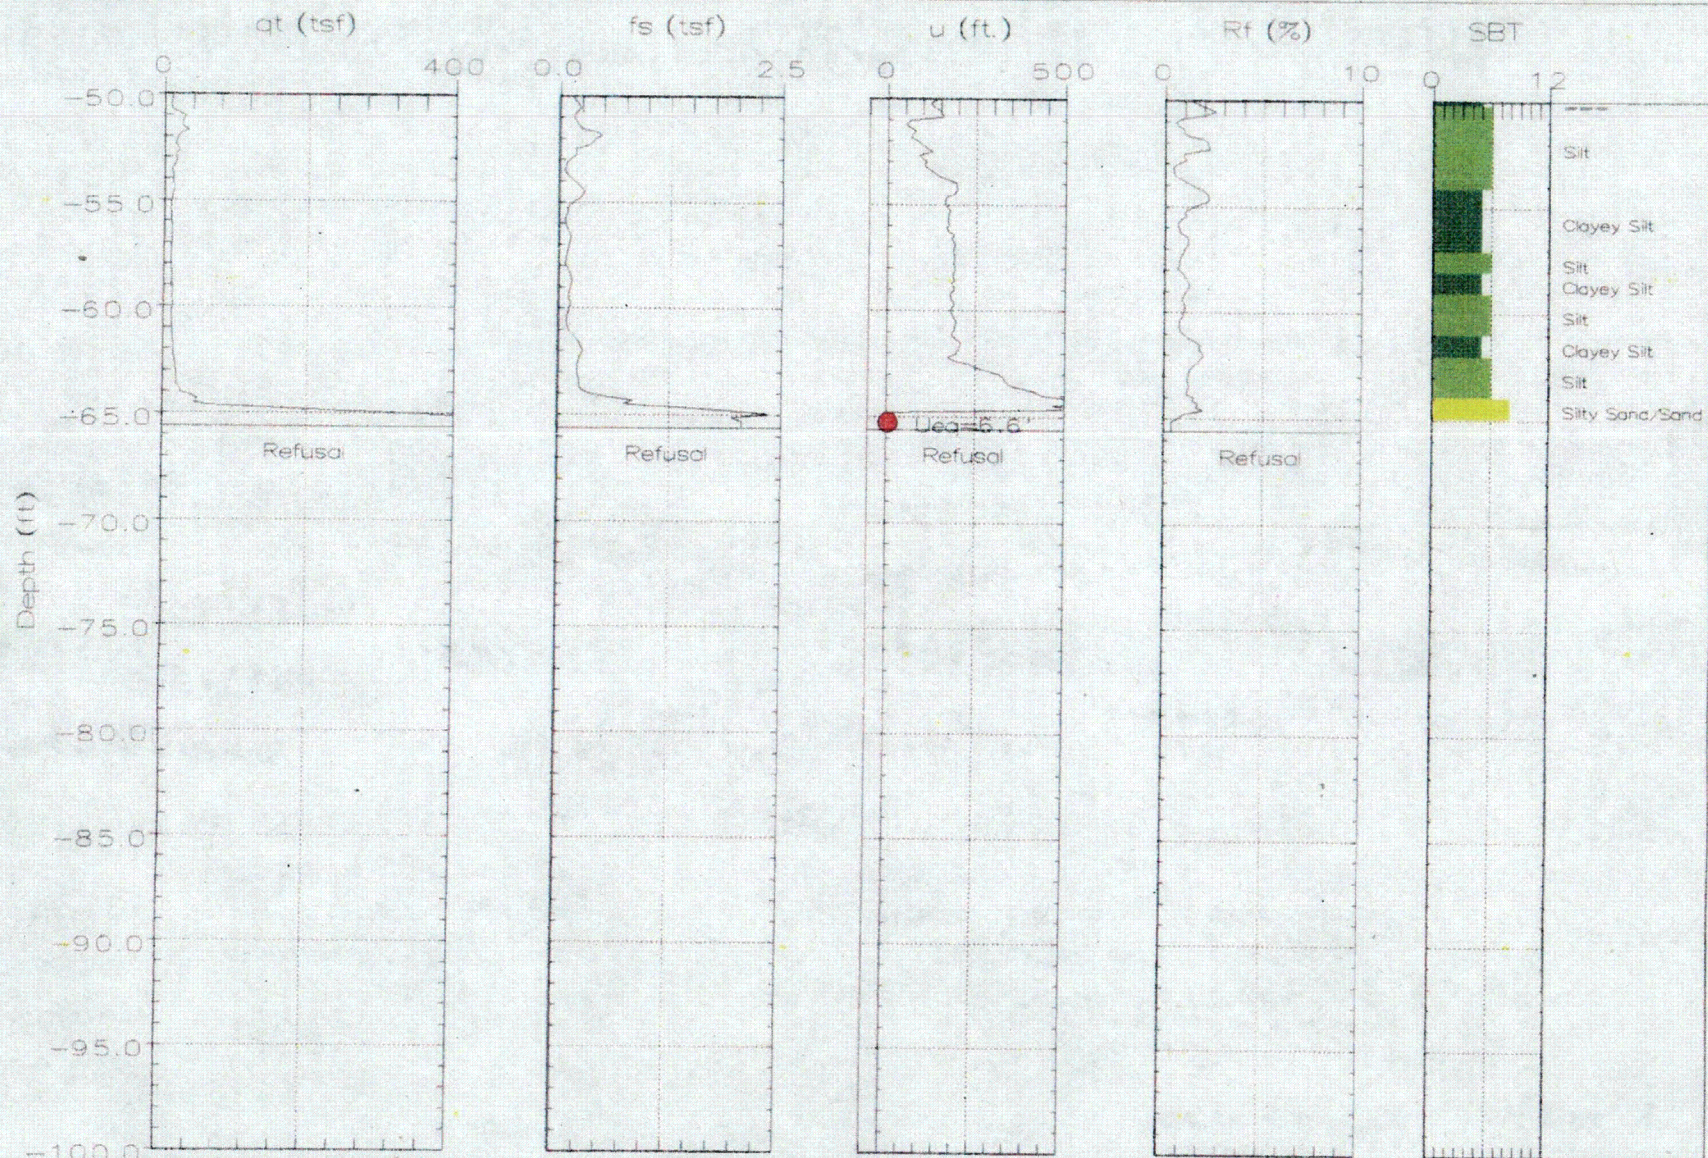 qt (tsf) fs (tsf) u (ft.) Rf (%) SBT
0 400 0.0 2.5 0 500 0 10 0 12
-50.0
Silt
-55.0
Clayey Silt
Silt
Clayey Silt
-60.0
Silt
Clayey Silt
Silt
-65.0
Silty Sand/Sand
Ueq=6.6'
Refusal Refusal Refusal Refusal
Depth (ft)
-70.0
-75.0
-80.0
-85.0
-90.0
-95.0
-100.0